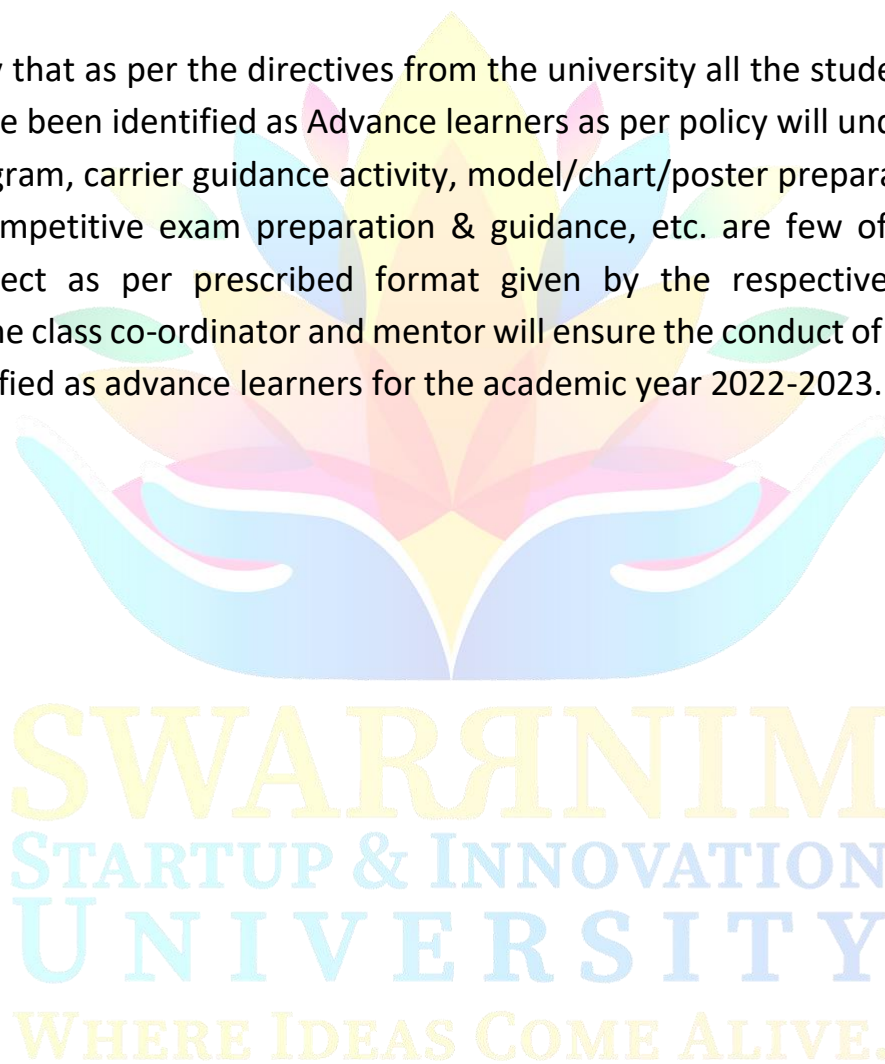 that as per the directives from the university all the stude
e been identified as Advance learners as per policy will und
gram, carrier guidance activity, model/chart/poster prepara
mpetitive exam preparation & guidance, etc. are few of
ect as per prescribed format given by the respective
he class co-ordinator and mentor will ensure the conduct of
fied as advance learners for the academic year 2022-2023.
SWARЯNIM
STARTUP & INNOVATION
UNIVERSITY
WHERE IDEAS COME ALIVE.